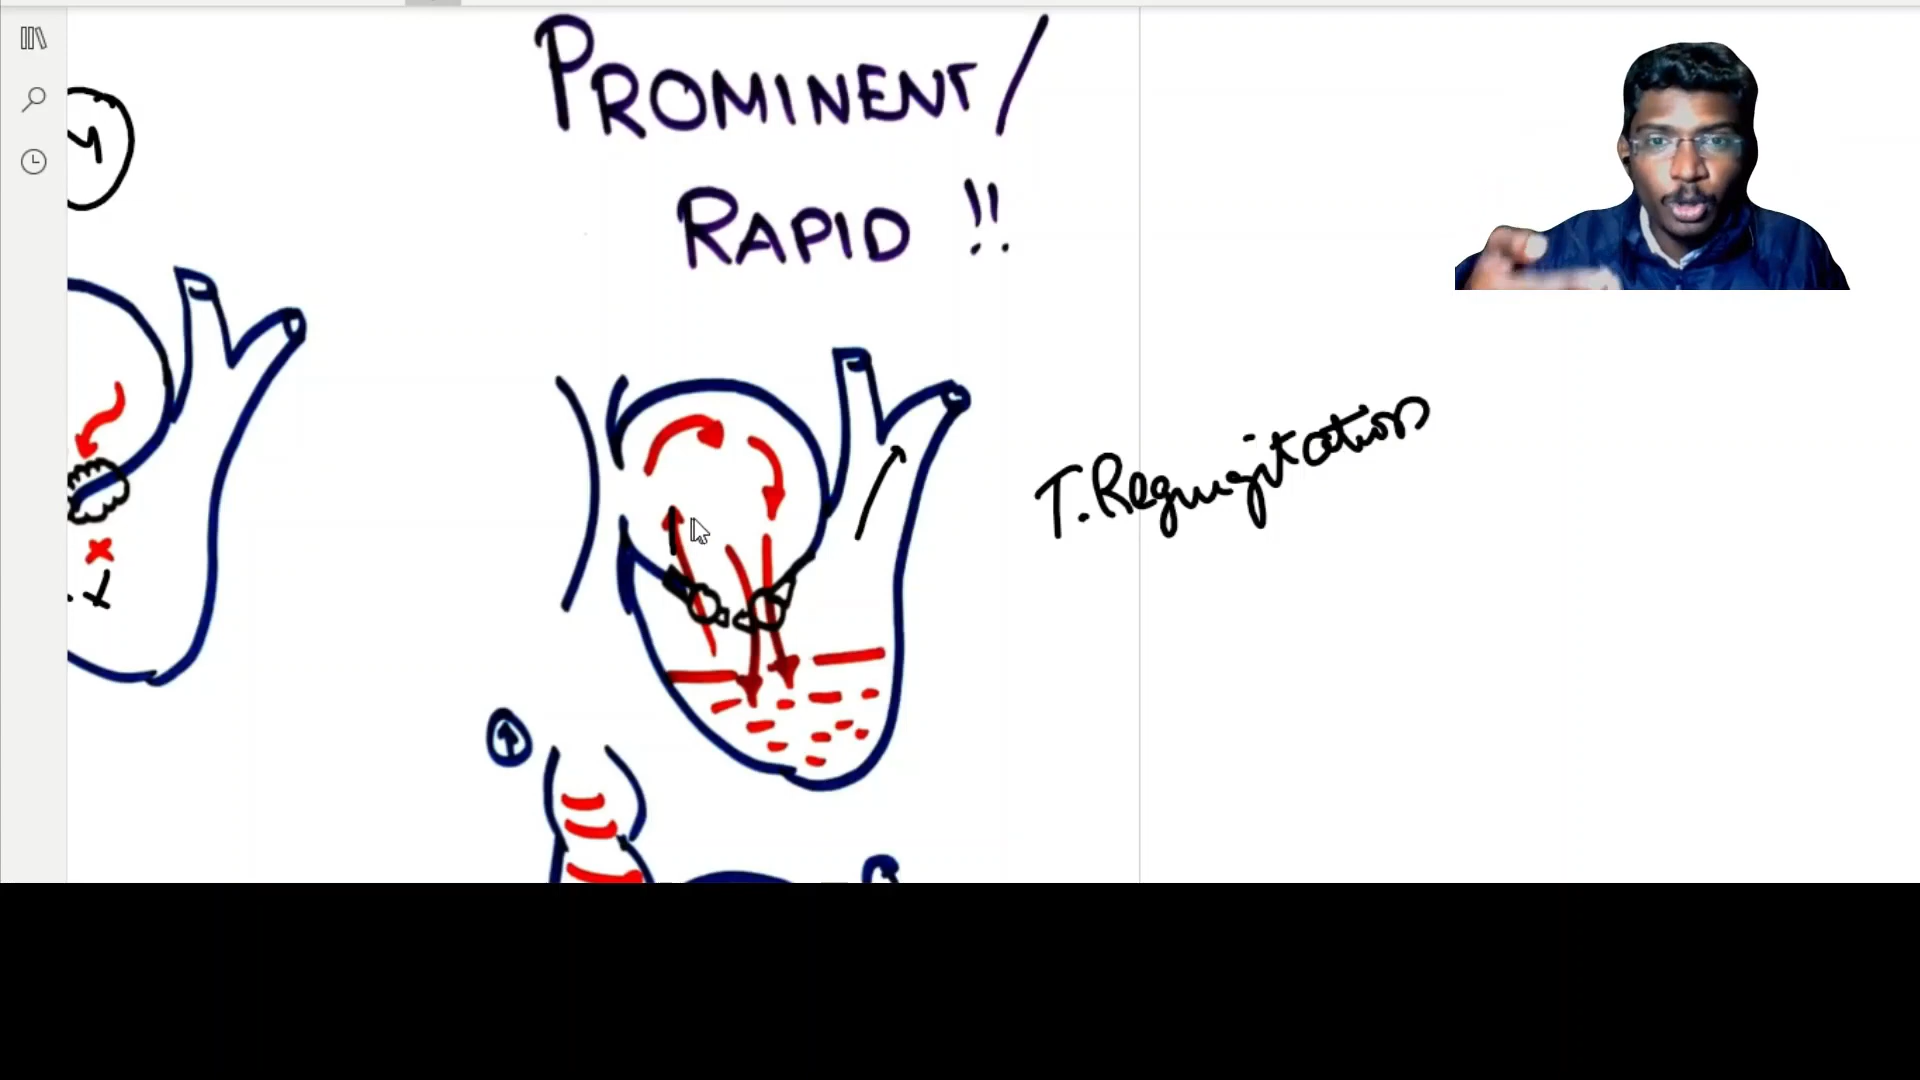 PROMINENT/
RAPID !!
Y
T.Regurgitation
x